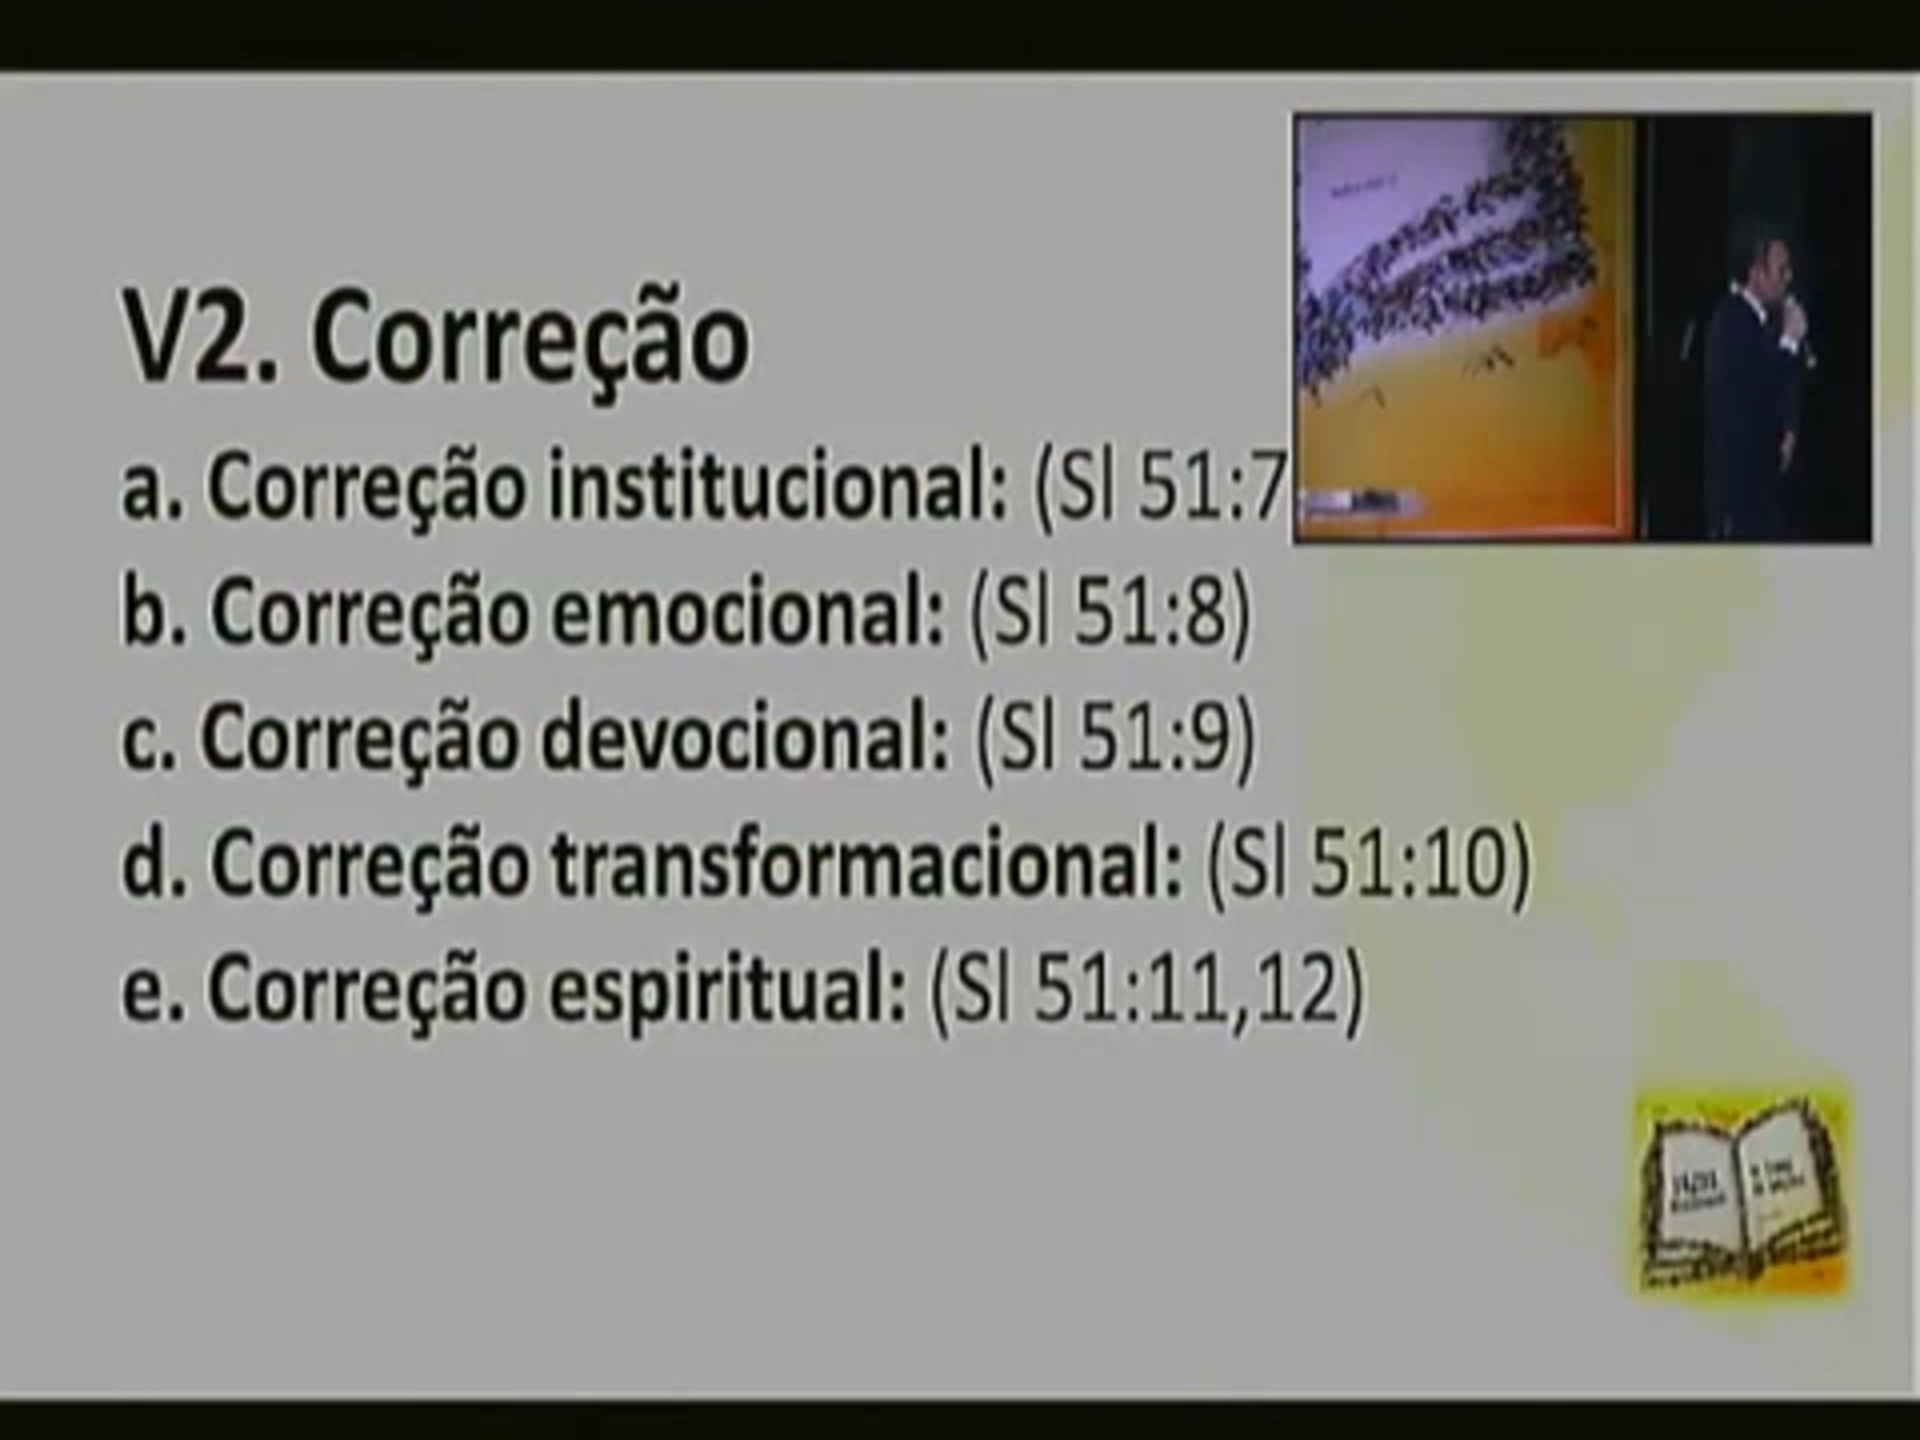 V2. Correção
a. Correção institucional: (Sl 51:7
b. Correção emocional: (Sl 51:8)
c. Correção devocional: (Sl 51:9)
d. Correção transformacional: (Sl 51:10)
e. Correção espiritual: (Sl 51:11,12)